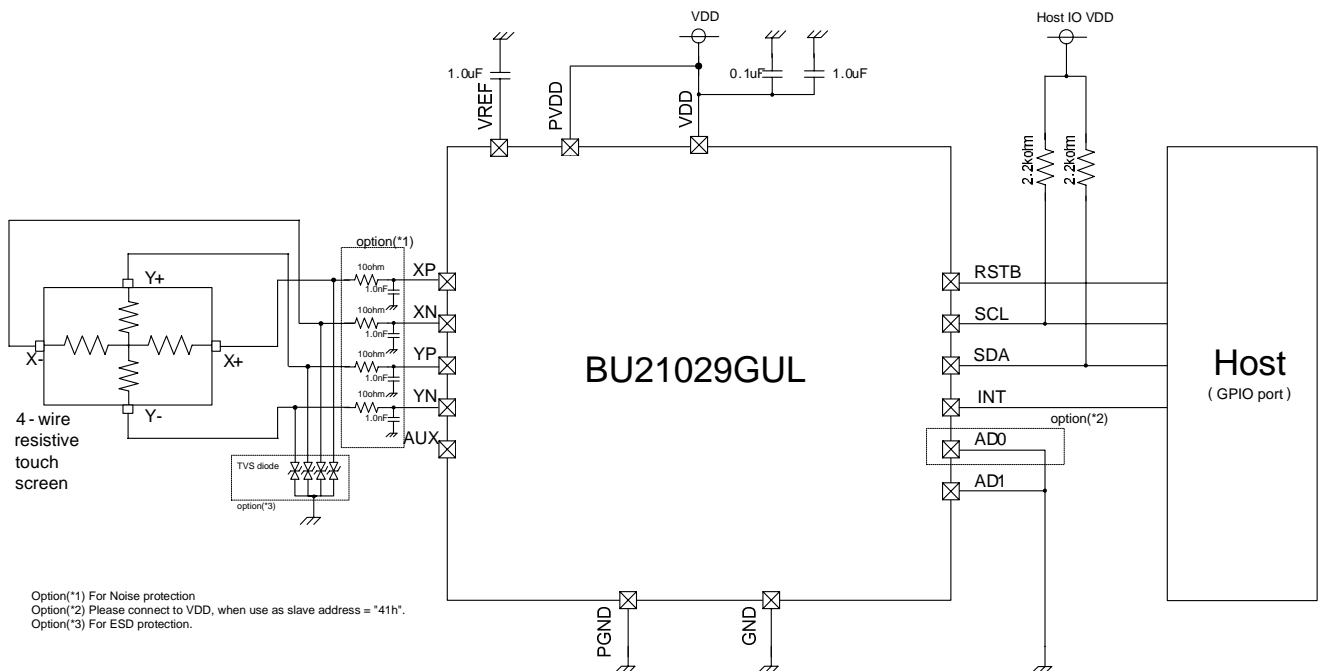 VDD
Host IO VDD
1.0uF
0.1uF
1.0uF
VREF
PVDD
VDD
2.2kohm
2.2kohm
option(*1)
Y+
10ohm
XP
1.0nF
RSTB
10ohm
XN
1.0nF
SCL
X-
X+
10ohm
YP
1.0nF
SDA
BU21029GUL
Host
( GPIO port )
Y-
10ohm
YN
1.0nF
INT
option(*2)
4 - wire
resistive
touch
screen
AUX
AD0
TVS diode
AD1
option(*3)
PGND
GND
Option(*1) For Noise protection
Option(*2) Please connect to VDD, when use as slave address = "41h".
Option(*3) For ESD protection.